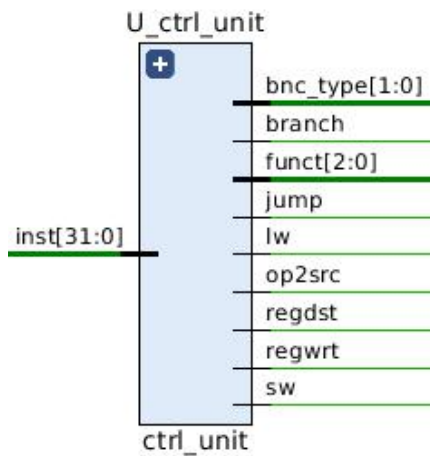 U_ctrl_unit
bnc_type[1:0]
branch
funct[2:0]
jump
inst[31:0]
lw
op2src
regdst
regwrt
sw
ctrl_unit